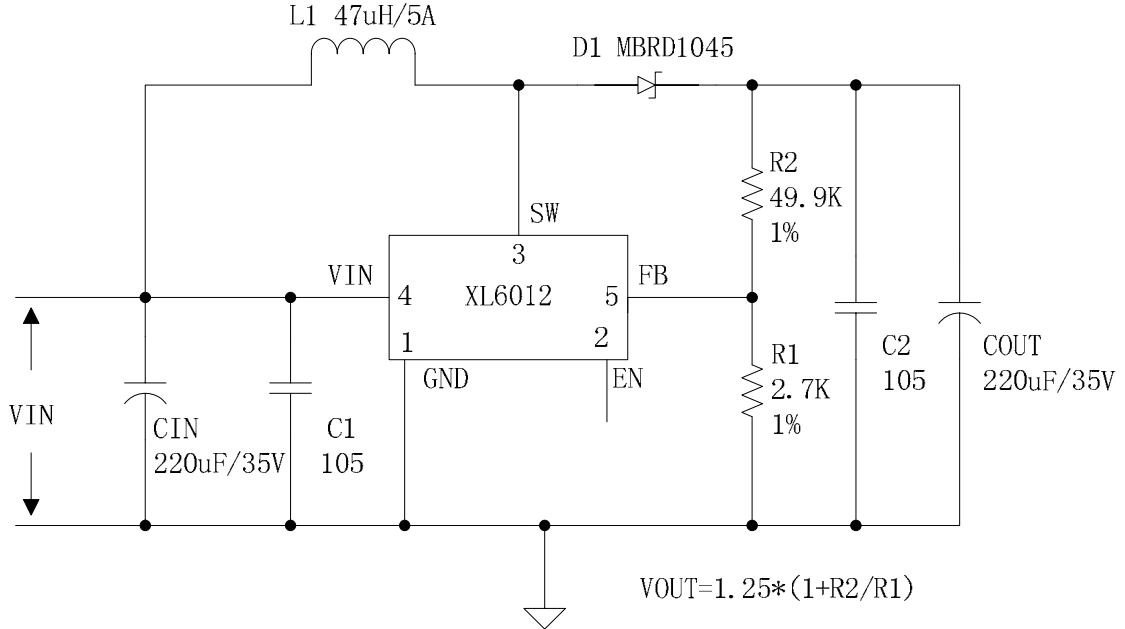 L1 47uH/5A
D1 MBRD1045
R2
49.9K
1%
SW
3
VIN
4
XL6012
5
FB
1
2
GND
EN
R1
2.7K
1%
C2
105
COUT
220uF/35V
VIN
CIN
220uF/35V
C1
105
VOUT=1.25*(1+R2/R1)